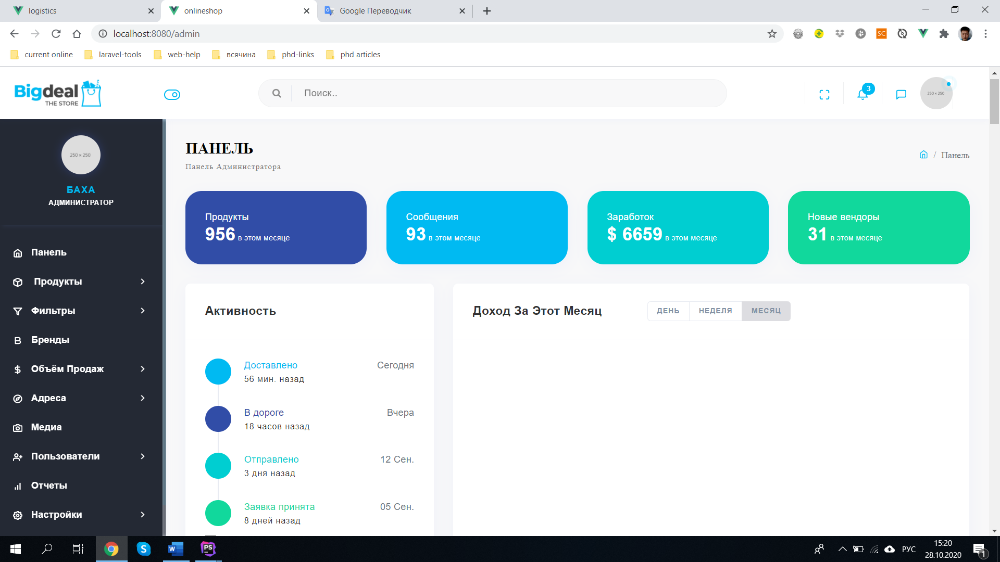 logistics
onlineshop
Google Переводчик
localhost:8080/admin
SC
current online
laravel-tools
web-help
всячина
phd-links
phd articles
Bigdeal
THE STORE
Поиск..
3
250 × 250
250 × 250
БАХА
АДМИНИСТРАТОР
Панель
Продукты
Фильтры
Бренды
Объём Продаж
Адреса
Медиа
Пользователи
Отчеты
Настройки
ПАНЕЛЬ
Панель Администратора
/ Панель
Продукты
956 в этом месяце
Сообщения
93 в этом месяце
Заработок
$ 6659 в этом месяце
Новые вендоры
31 в этом месяце
Активность
Доставлено Сегодня
56 мин. назад
В дороге Вчера
18 часов назад
Отправлено 12 Сен.
3 дня назад
Заявка принята 05 Сен.
8 дней назад
Доход За Этот Месяц
ДЕНЬ НЕДЕЛЯ МЕСЯЦ
РУС
15:20
28.10.2020
1